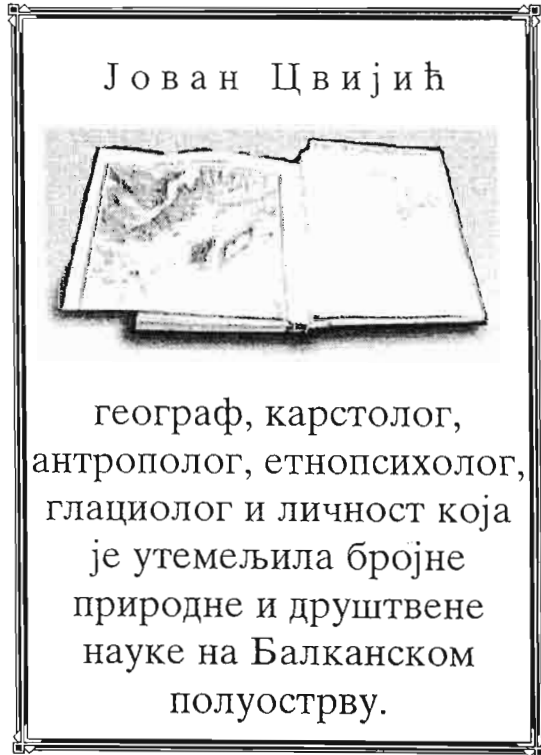 Јован Цвијић
географ, карстолог,
антрополог, етнопсихолог,
глациолог и личност која
је утемељила бројне
природне и друштвене
науке на Балканском
полуострву.